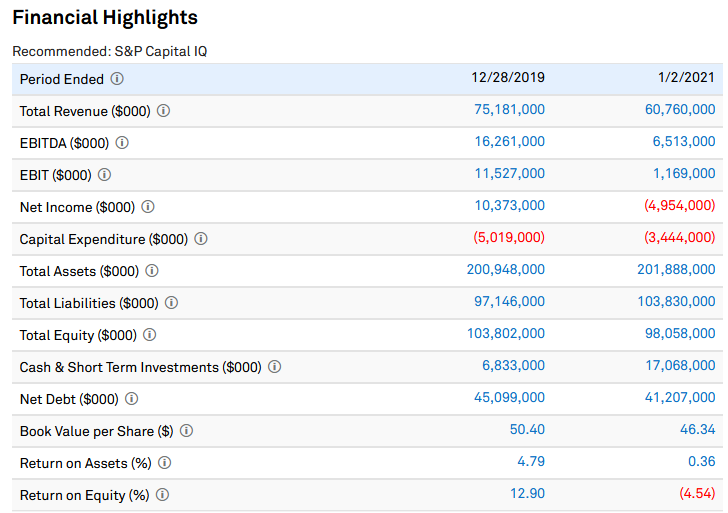 Financial Highlights
Recommended: S&P Capital IQ
Period Ended 12/28/2019 1/2/2021
Total Revenue ($000) 75,181,000 60,760,000
EBITDA ($000) 16,261,000 6,513,000
EBIT ($000) 11,527,000 1,169,000
Net Income ($000) 10,373,000 (4,954,000)
Capital Expenditure ($000) (5,019,000) (3,444,000)
Total Assets ($000) 200,948,000 201,888,000
Total Liabilities ($000) 97,146,000 103,830,000
Total Equity ($000) 103,802,000 98,058,000
Cash & Short Term Investments ($000) 6,833,000 17,068,000
Net Debt ($000) 45,099,000 41,207,000
Book Value per Share ($) 50.40 46.34
Return on Assets (%) 4.79 0.36
Return on Equity (%) 12.90 (4.54)